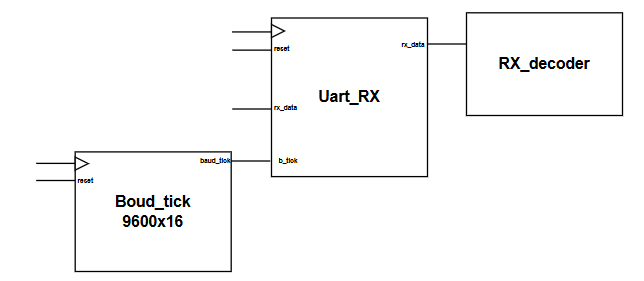 reset
rx_data
Uart_RX
rx_data
b_tick
RX_decoder
baud_tick
reset
Boud_tick
9600x16